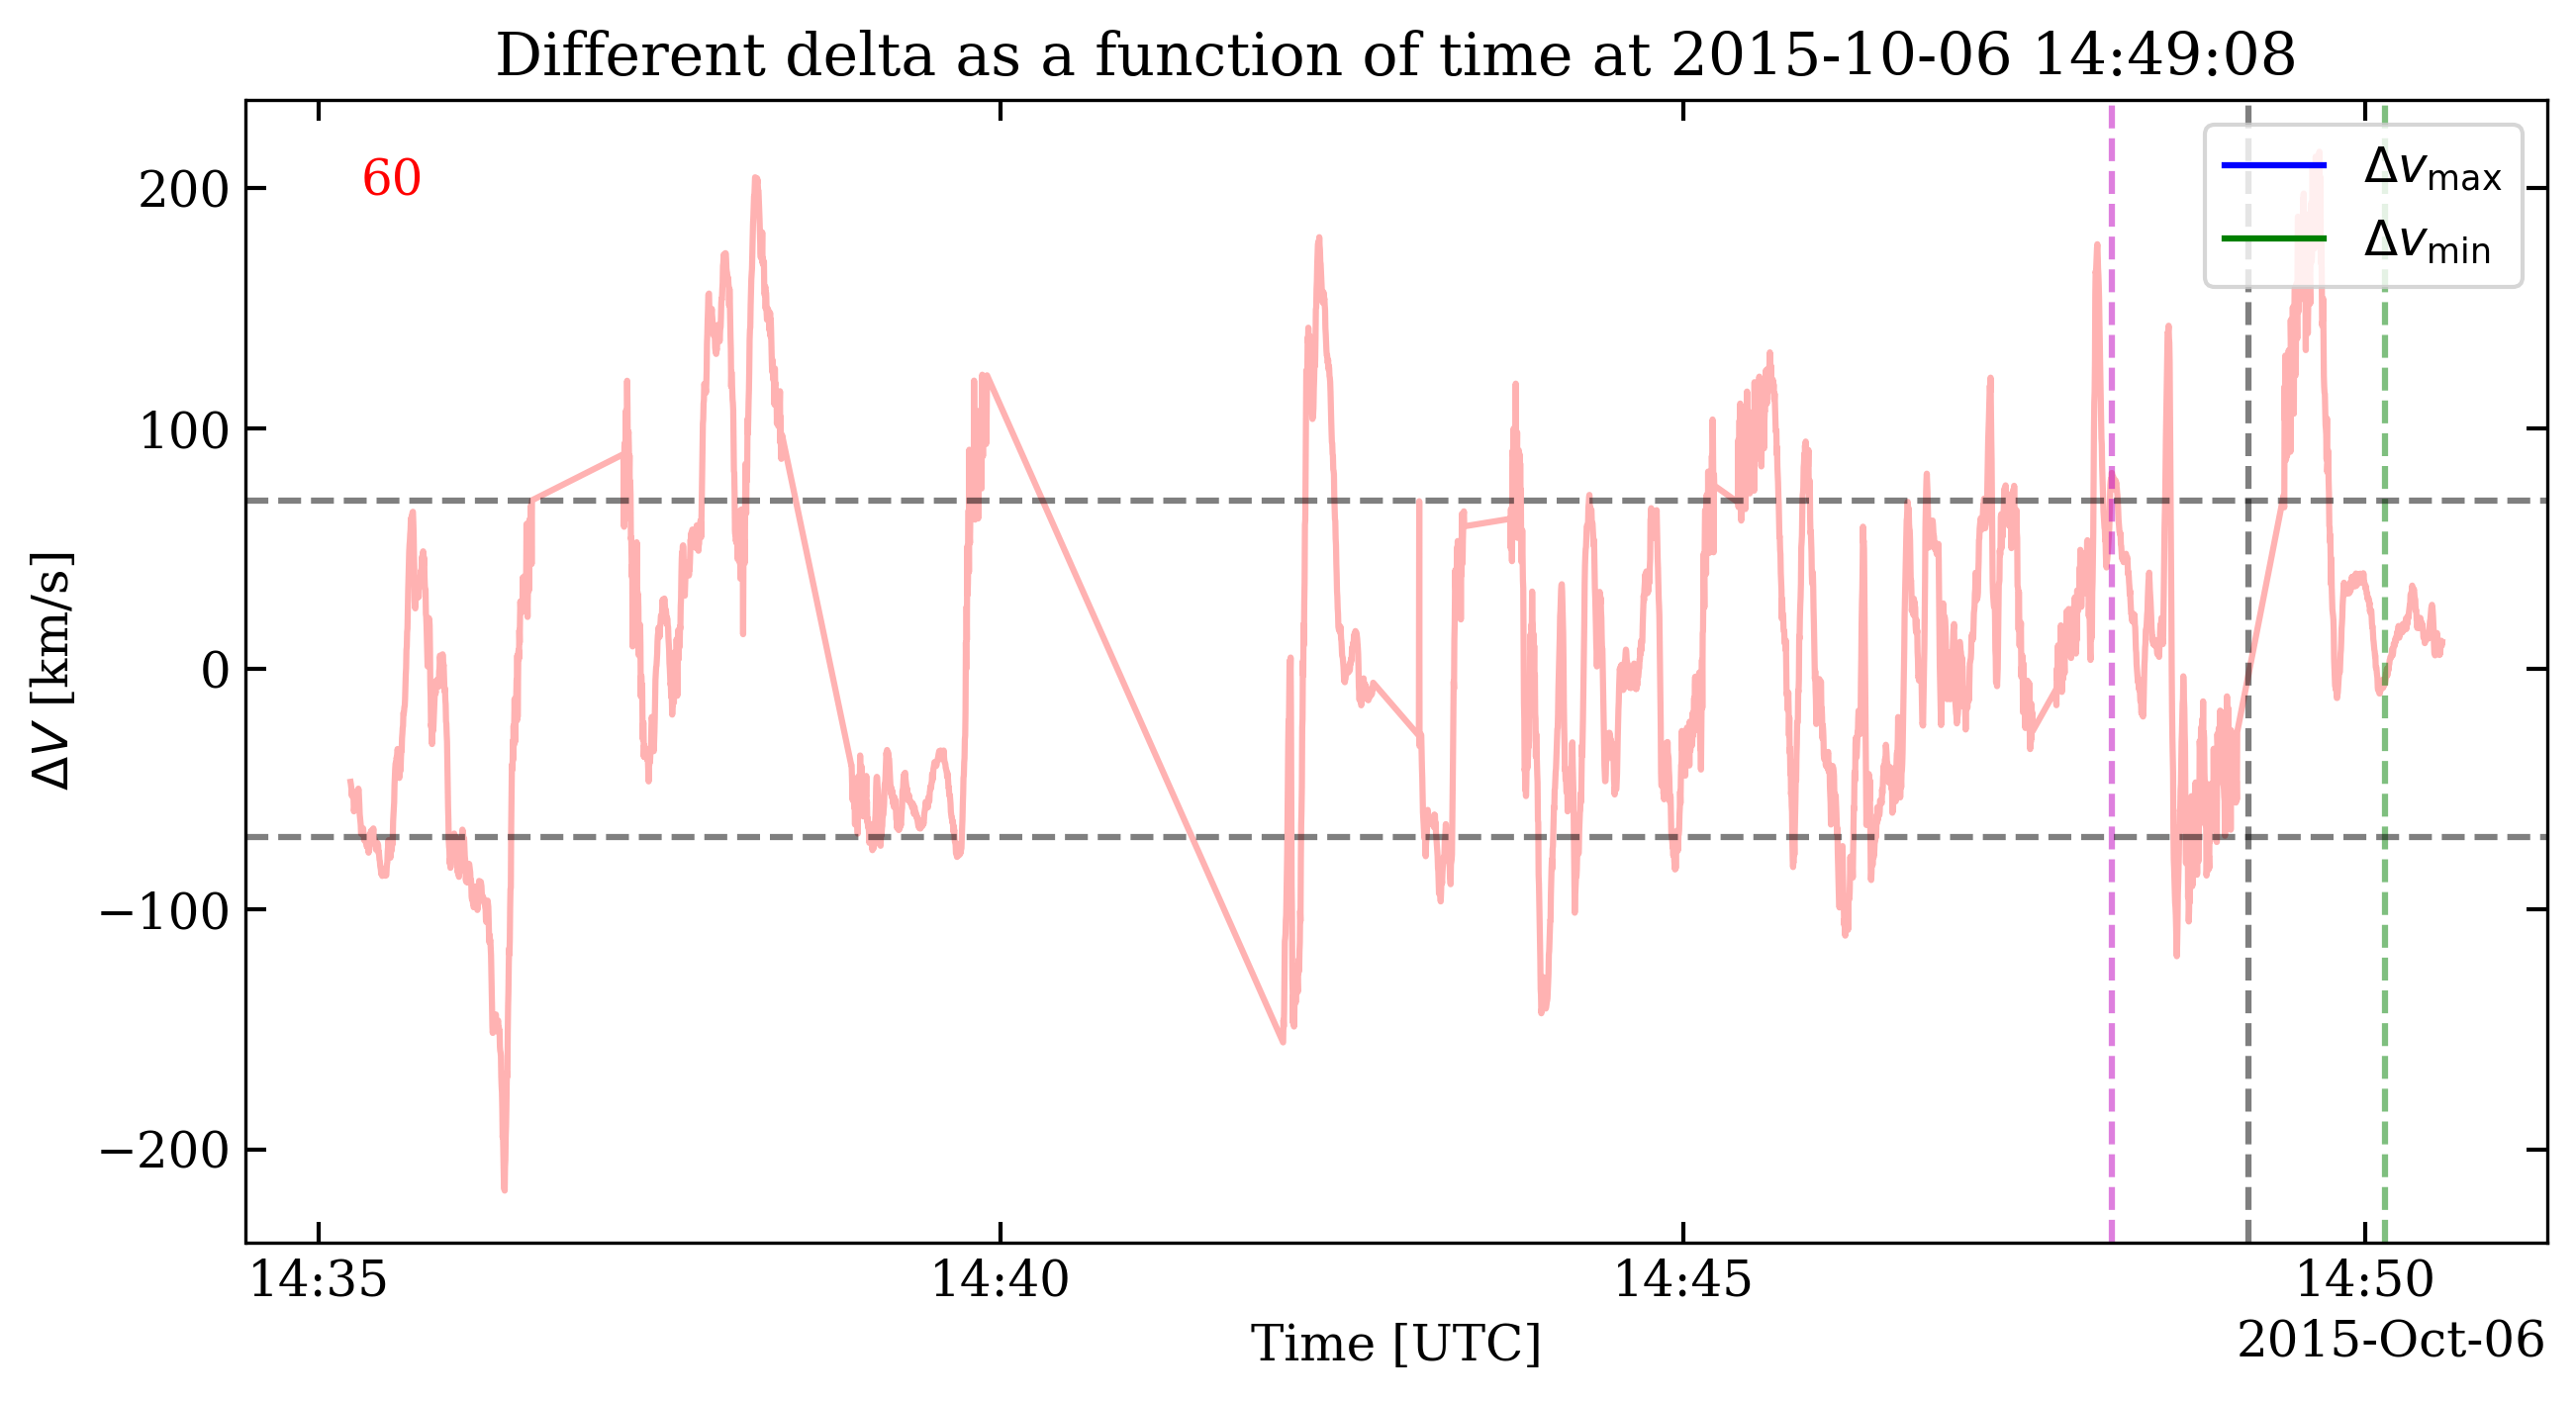 Different delta as a function of time at 2015-10-06 14:49:08
60
Δv_max
Δv_min
200
100
0
−100
−200
ΔV [km/s]
14:35 14:40 14:45 14:50
2015-Oct-06
Time [UTC]